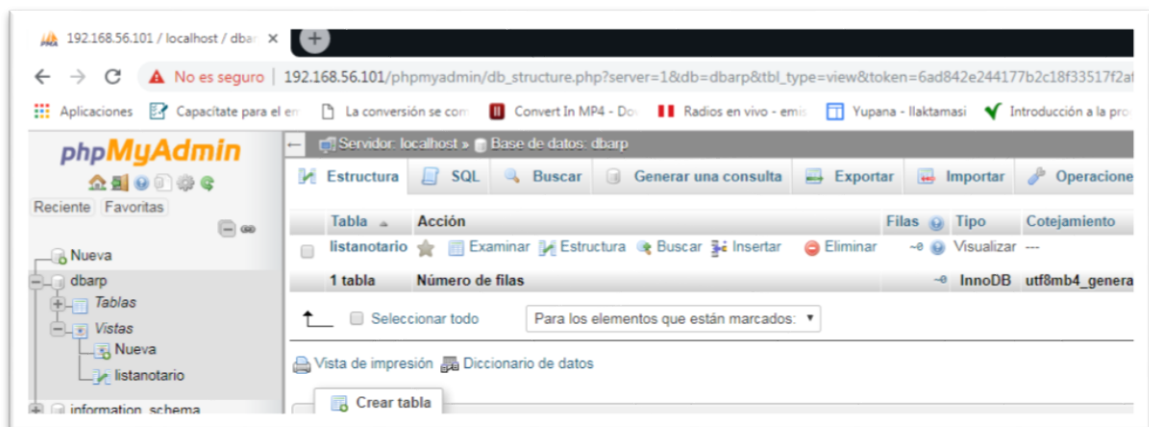 192.168.56.101 / localhost / dbar
No es seguro | 192.168.56.101/phpmyadmin/db_structure.php?server=1&db=dbarp&tbl_type=view&token=6ad842e244177b2c18f33517f2af
Aplicaciones Capacítate para el em La conversión se com Convert In MP4 - Dov Radios en vivo - emis Yupana - llaktamasi Introducción a la pro
phpMyAdmin
Reciente Favoritas
Nueva
dbarp
Tablas
Vistas
Nueva
listanotario
information_schema
Servidor: localhost » Base de datos: dbarp
Estructura SQL Buscar Generar una consulta Exportar Importar Operacione
Tabla Acción Filas Tipo Cotejamiento
listanotario Examinar Estructura Buscar Insertar Eliminar ~0 Visualizar ---
1 tabla Número de filas ~0 InnoDB utf8mb4_genera
Seleccionar todo Para los elementos que están marcados:
Vista de impresión Diccionario de datos
Crear tabla